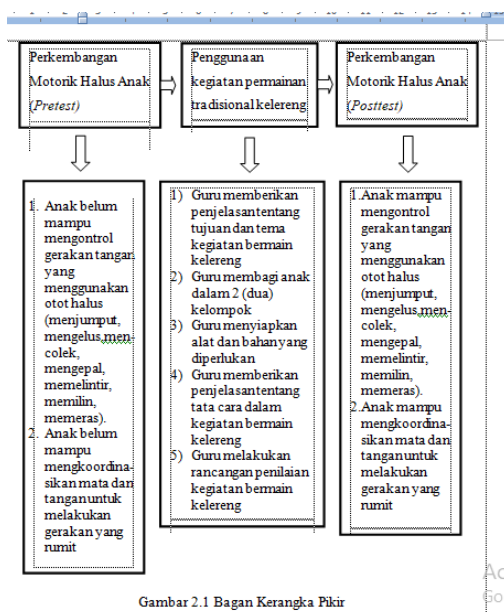 Perkembangan
Motorik Halus Anak
(Pretest)
Penggunaan
kegiatan permainan
tradisional kelereng
Perkembangan
Motorik Halus Anak
(Posttest)
1. Anak belum
mampu
mengontrol
gerakan tangan
yang
menggunakan
otot halus
(menjumput,
mengelus,men-
colek,
mengepal,
memelintir,
memilin,
memeras).
2. Anak belum
mampu
mengkoordina-
sikan mata dan
tangan untuk
melakukan
gerakan yang
rumit
1) Guru memberikan
penjelasan tentang
tujuan dan tema
kegiatan bermain
kelereng
2) Guru membagi anak
dalam 2 (dua)
kelompok
3) Guru menyiapkan
alat dan bahan yang
diperlukan
4) Guru memberikan
penjelasan tentang
tata cara dalam
kegiatan bermain
kelereng
5) Guru melakukan
rancangan penilaian
kegiatan bermain
kelereng
1.Anak mampu
mengontrol
gerakan tangan
yang
menggunakan
otot halus
(menjumput,
mengelus,men-
colek,
mengepal,
memelintir,
memilin,
memeras).
2.Anak mampu
mengkoordina-
sikan mata dan
tangan untuk
melakukan
gerakan yang
rumit
Gambar 2.1 Bagan Kerangka Pikir